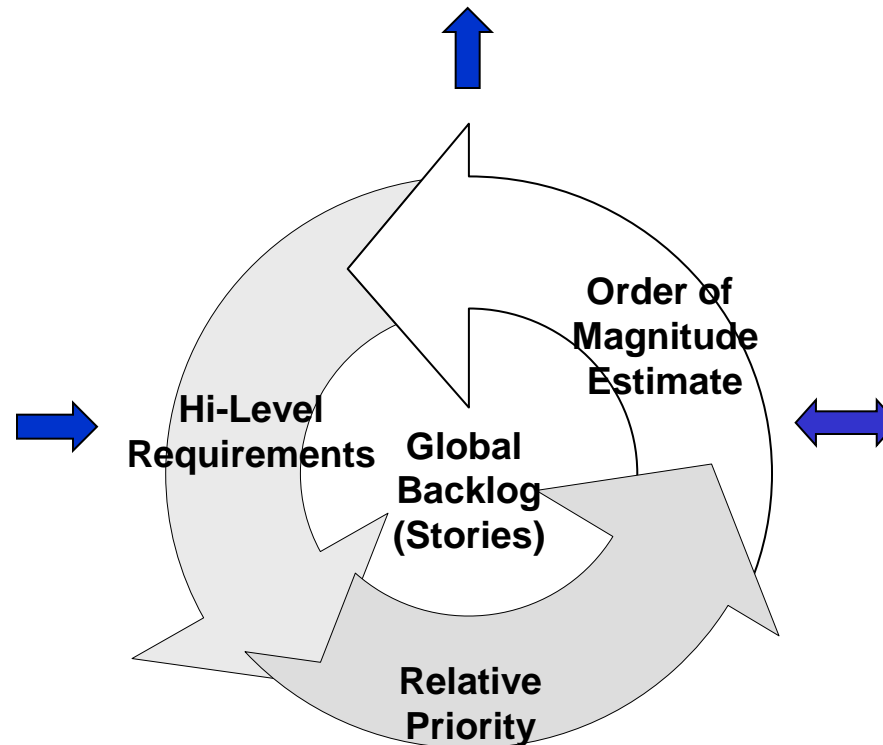 Order of
Magnitude
Estimate
Hi-Level
Requirements
Global
Backlog
(Stories)
Relative
Priority